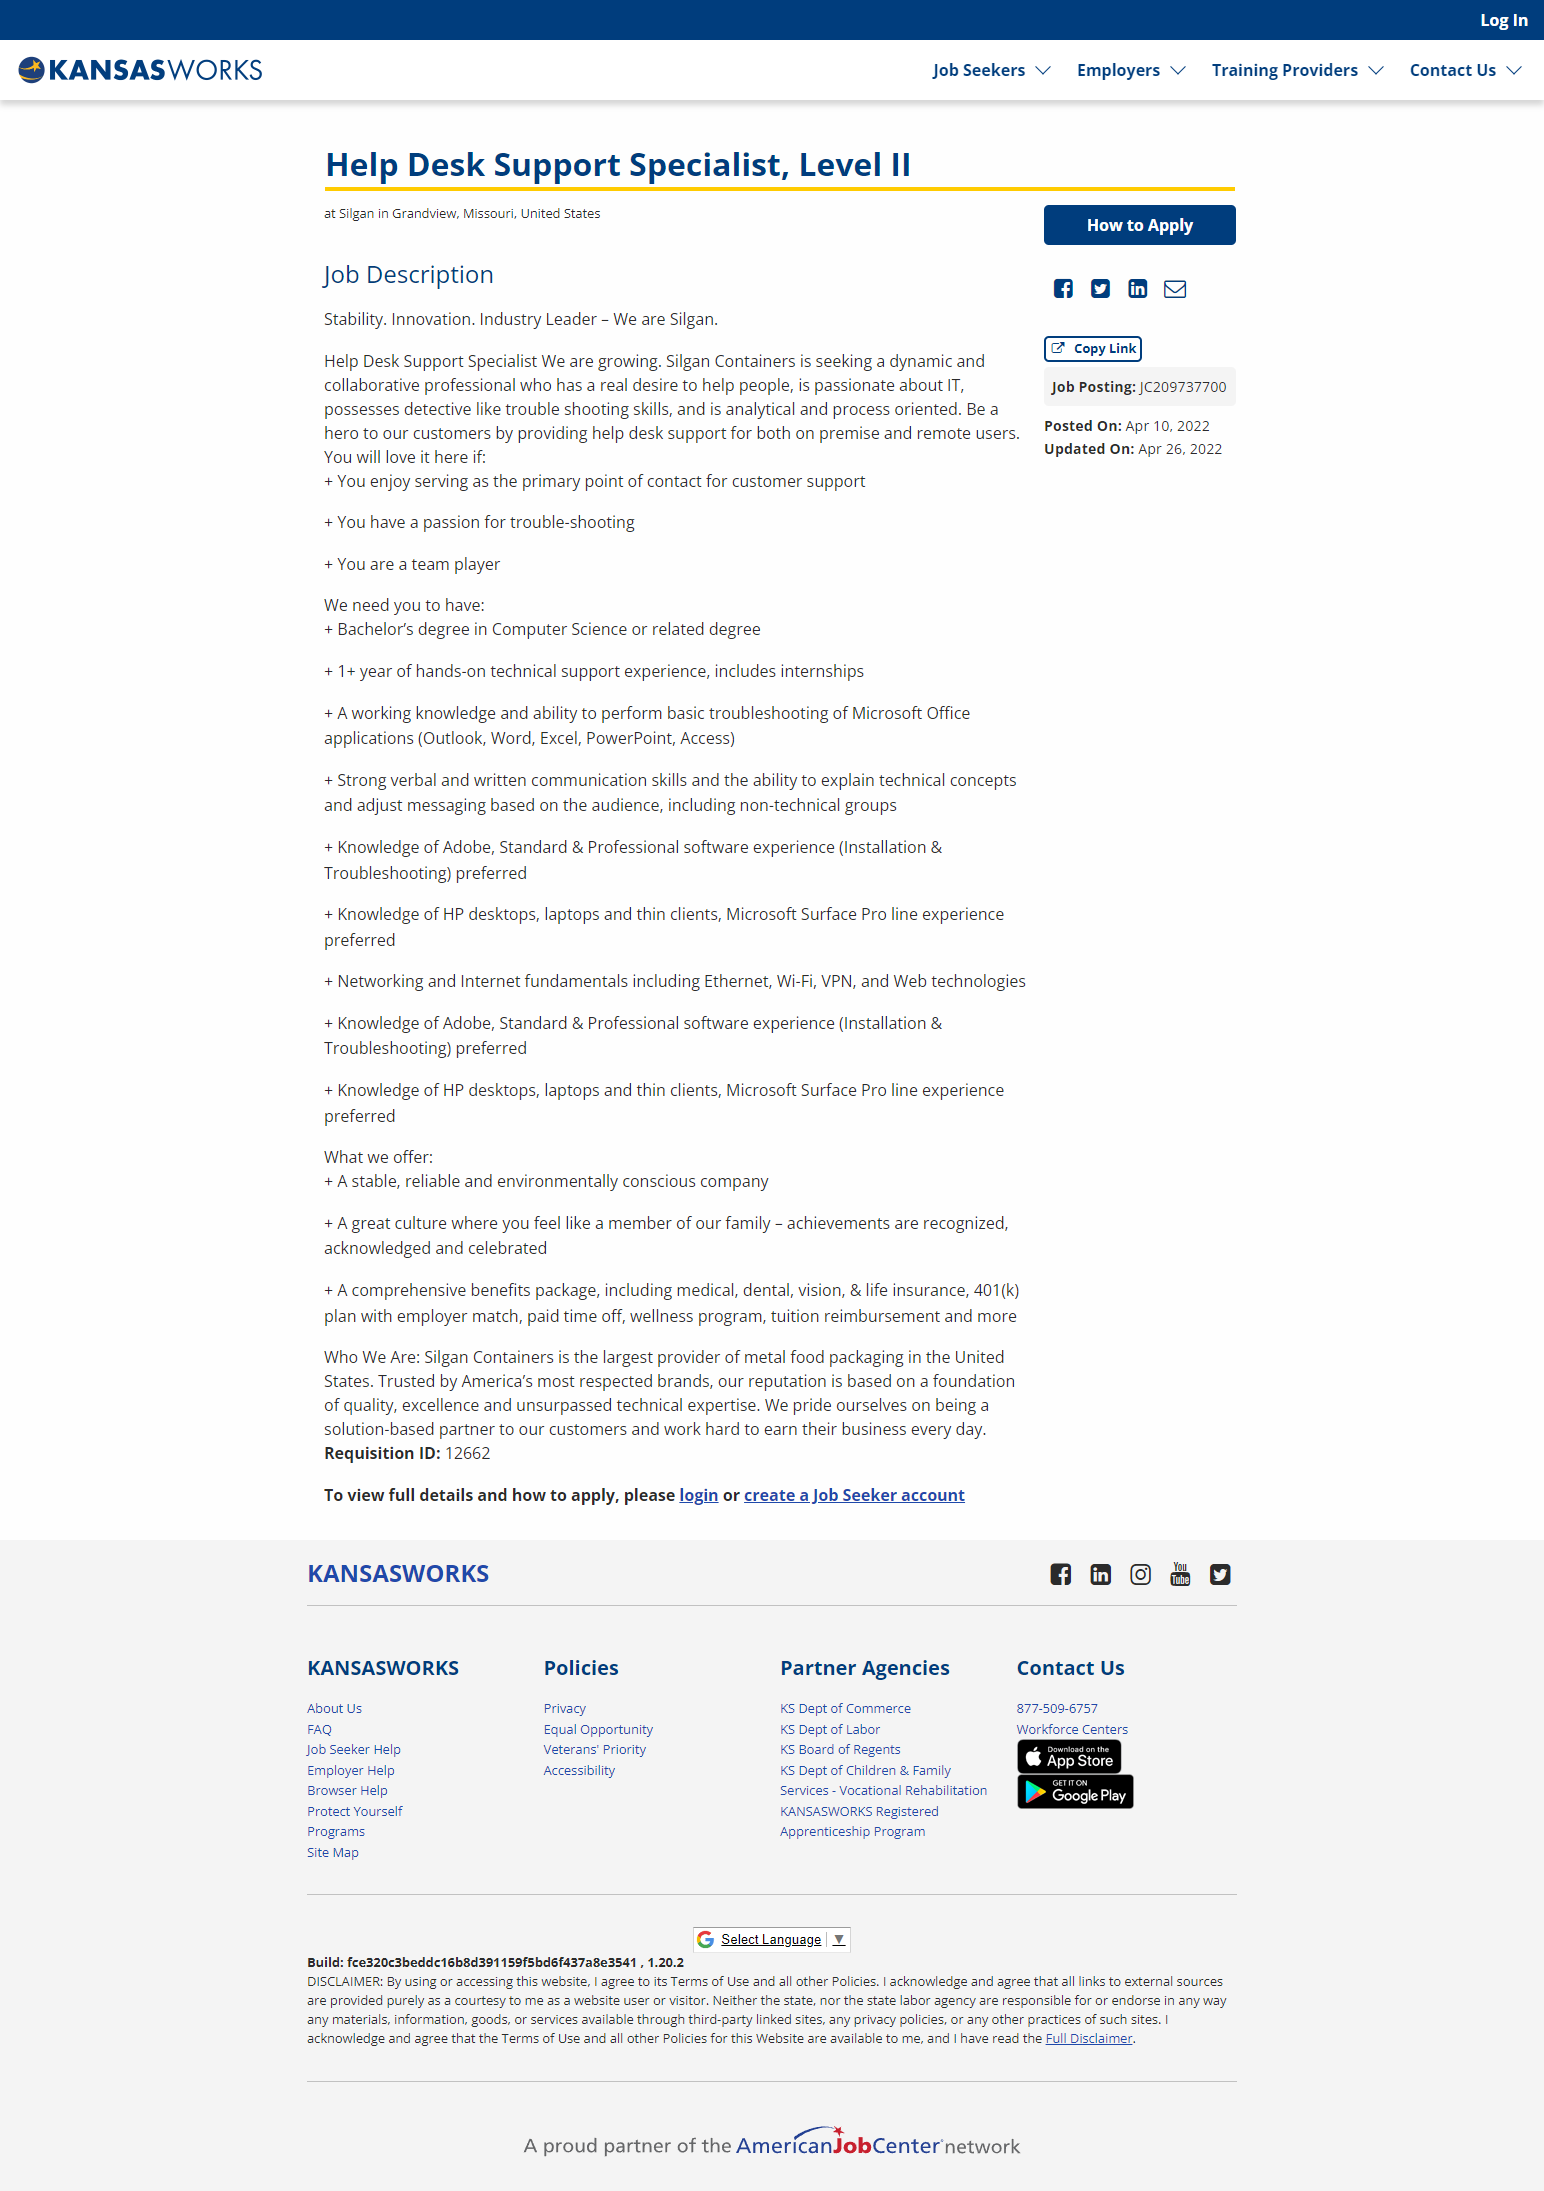 Log In
KANSASWORKS
Job Seekers
Employers
Training Providers
Contact Us
Help Desk Support Specialist, Level II
at Silgan in Grandview, Missouri, United States
How to Apply
Job Description
Stability. Innovation. Industry Leader – We are Silgan.
Copy Link
Help Desk Support Specialist We are growing. Silgan Containers is seeking a dynamic and
collaborative professional who has a real desire to help people, is passionate about IT,
Job Posting: JC209737700
possesses detective like trouble shooting skills, and is analytical and process oriented. Be a
hero to our customers by providing help desk support for both on premise and remote users.
Posted On: Apr 10, 2022
Updated On: Apr 26, 2022
You will love it here if:
+ You enjoy serving as the primary point of contact for customer support
+ You have a passion for trouble-shooting
+ You are a team player
We need you to have:
+ Bachelor’s degree in Computer Science or related degree
+ 1+ year of hands-on technical support experience, includes internships
+ A working knowledge and ability to perform basic troubleshooting of Microsoft Office
applications (Outlook, Word, Excel, PowerPoint, Access)
+ Strong verbal and written communication skills and the ability to explain technical concepts
and adjust messaging based on the audience, including non-technical groups
+ Knowledge of Adobe, Standard & Professional software experience (Installation &
Troubleshooting) preferred
+ Knowledge of HP desktops, laptops and thin clients, Microsoft Surface Pro line experience
preferred
+ Networking and Internet fundamentals including Ethernet, Wi-Fi, VPN, and Web technologies
+ Knowledge of Adobe, Standard & Professional software experience (Installation &
Troubleshooting) preferred
+ Knowledge of HP desktops, laptops and thin clients, Microsoft Surface Pro line experience
preferred
What we offer:
+ A stable, reliable and environmentally conscious company
+ A great culture where you feel like a member of our family – achievements are recognized,
acknowledged and celebrated
+ A comprehensive benefits package, including medical, dental, vision, & life insurance, 401(k)
plan with employer match, paid time off, wellness program, tuition reimbursement and more
Who We Are: Silgan Containers is the largest provider of metal food packaging in the United
States. Trusted by America’s most respected brands, our reputation is based on a foundation
of quality, excellence and unsurpassed technical expertise. We pride ourselves on being a
solution-based partner to our customers and work hard to earn their business every day.
Requisition ID: 12662
To view full details and how to apply, please login or create a Job Seeker account
KANSASWORKS
You Tube
KANSASWORKS
About Us
FAQ
Job Seeker Help
Employer Help
Browser Help
Protect Yourself
Programs
Site Map
Policies
Privacy
Equal Opportunity
Veterans' Priority
Accessibility
Partner Agencies
KS Dept of Commerce
KS Dept of Labor
KS Board of Regents
KS Dept of Children & Family
Services - Vocational Rehabilitation
KANSASWORKS Registered
Apprenticeship Program
Contact Us
877-509-6757
Workforce Centers
Download on the
App Store
GET IT ON
Google Play
Select Language ▼
Build: fce320c3beddc16b8d391159f5bd6f437a8e3541 , 1.20.2
DISCLAIMER: By using or accessing this website, I agree to its Terms of Use and all other Policies. I acknowledge and agree that all links to external sources
are provided purely as a courtesy to me as a website user or visitor. Neither the state, nor the state labor agency are responsible for or endorse in any way
any materials, information, goods, or services available through third-party linked sites, any privacy policies, or any other practices of such sites. I
acknowledge and agree that the Terms of Use and all other Policies for this Website are available to me, and I have read the Full Disclaimer.
A proud partner of the AmericanJobCenter network